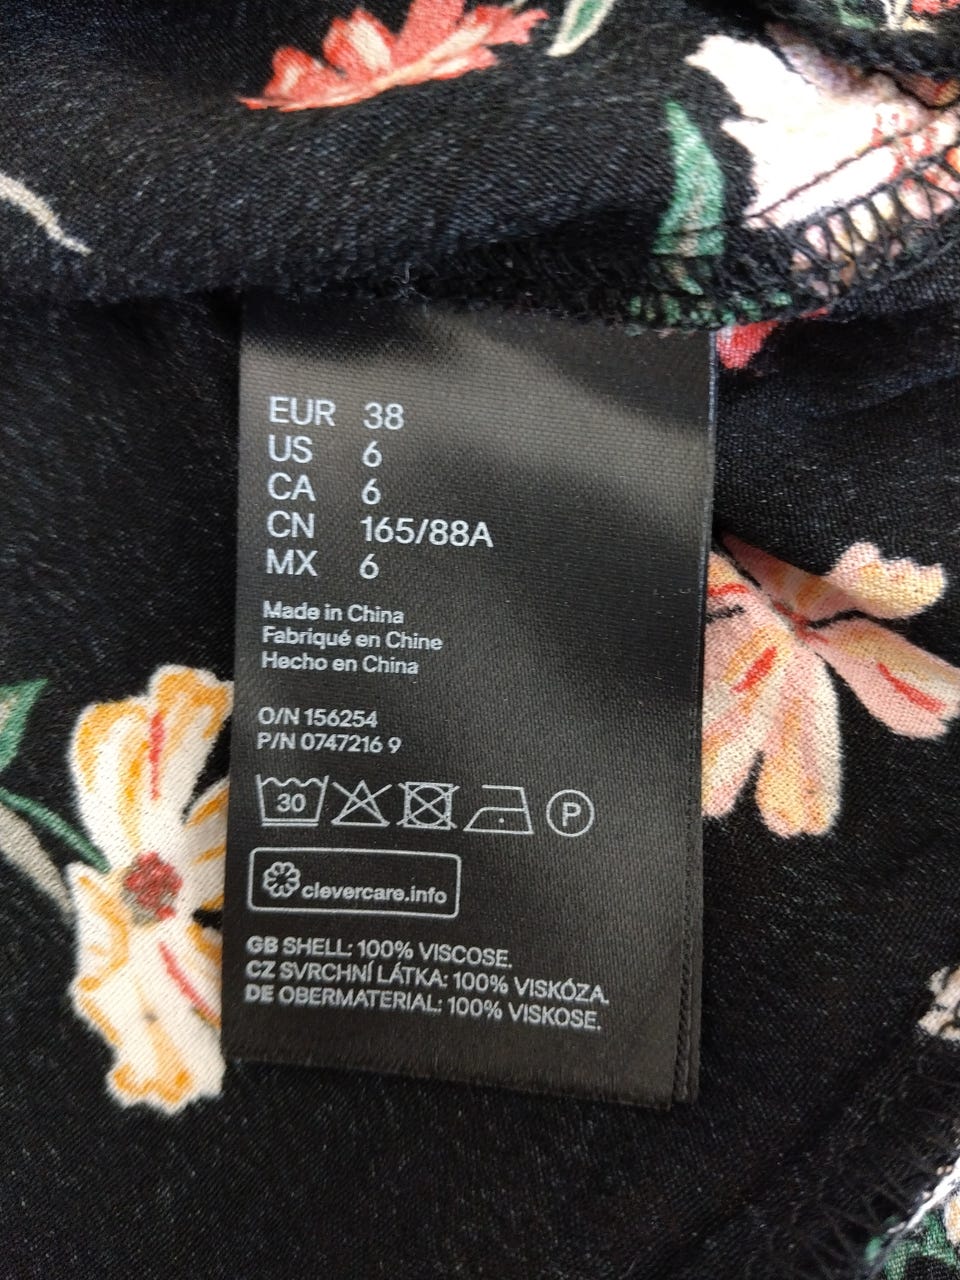 EUR 38
US 6
CA 6
CN 165/88A
MX 6
Made in China
Fabriqué en Chine
Hecho en China
O/N 156254
P/N 0747216 9
30 P
clevercare.info
GB SHELL: 100% VISCOSE.
CZ SVRCHNÍ LÁTKA: 100% VISKÓZA.
DE OBERMATERIAL: 100% VISKOSE.